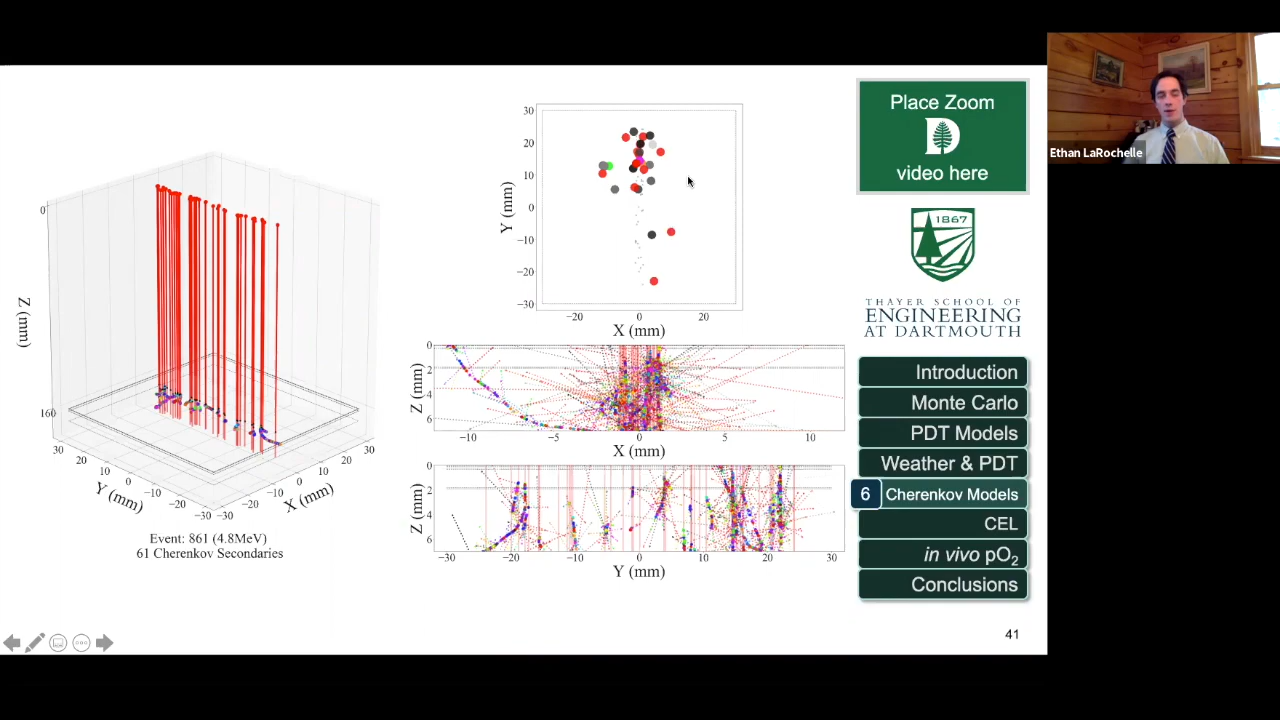 Z (mm)
0
160
30
20
10
0
−10
−20
−30
Y (mm)
−30
−20
−10
0
10
20
30
X (mm)
Event: 861 (4.8MeV)
61 Cherenkov Secondaries
Y (mm)
30
20
10
0
−10
−20
−30
−20
0
20
X (mm)
Z (mm)
0
2
4
6
−10
−5
0
5
10
X (mm)
Z (mm)
0
2
4
6
−30
−20
−10
0
10
20
30
Y (mm)
Place Zoom
D
video here
1867
THAYER SCHOOL OF
ENGINEERING
AT DARTMOUTH
Introduction
Monte Carlo
PDT Models
Weather & PDT
6 Cherenkov Models
CEL
in vivo pO₂
Conclusions
41
Ethan LaRochelle